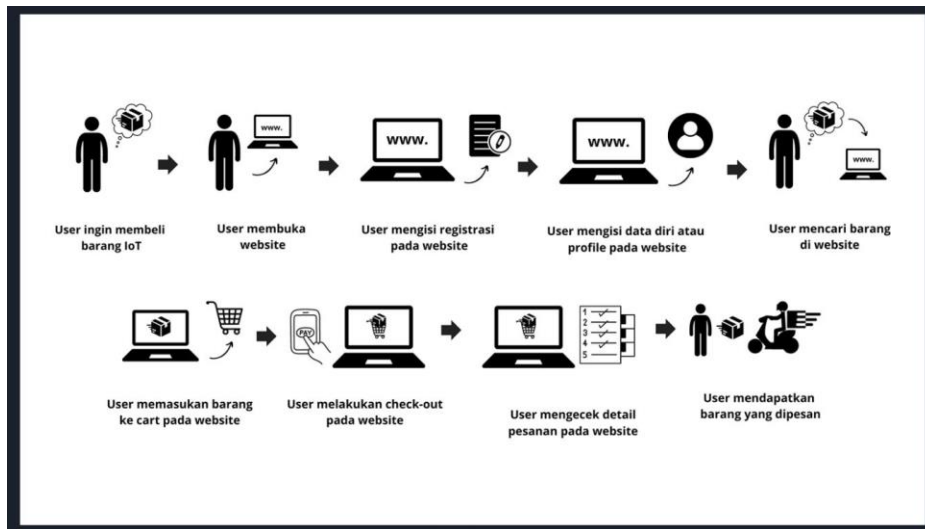 www.
www.
www.
www.
User ingin membeli
barang IoT
User membuka
website
User mengisi registrasi
pada website
User mengisi data diri atau
profile pada website
User mencari barang
di website
PAY
1
2
3
4
5
User memasukan barang
ke cart pada website
User melakukan check-out
pada website
User mengecek detail
pesanan pada website
User mendapatkan
barang yang dipesan